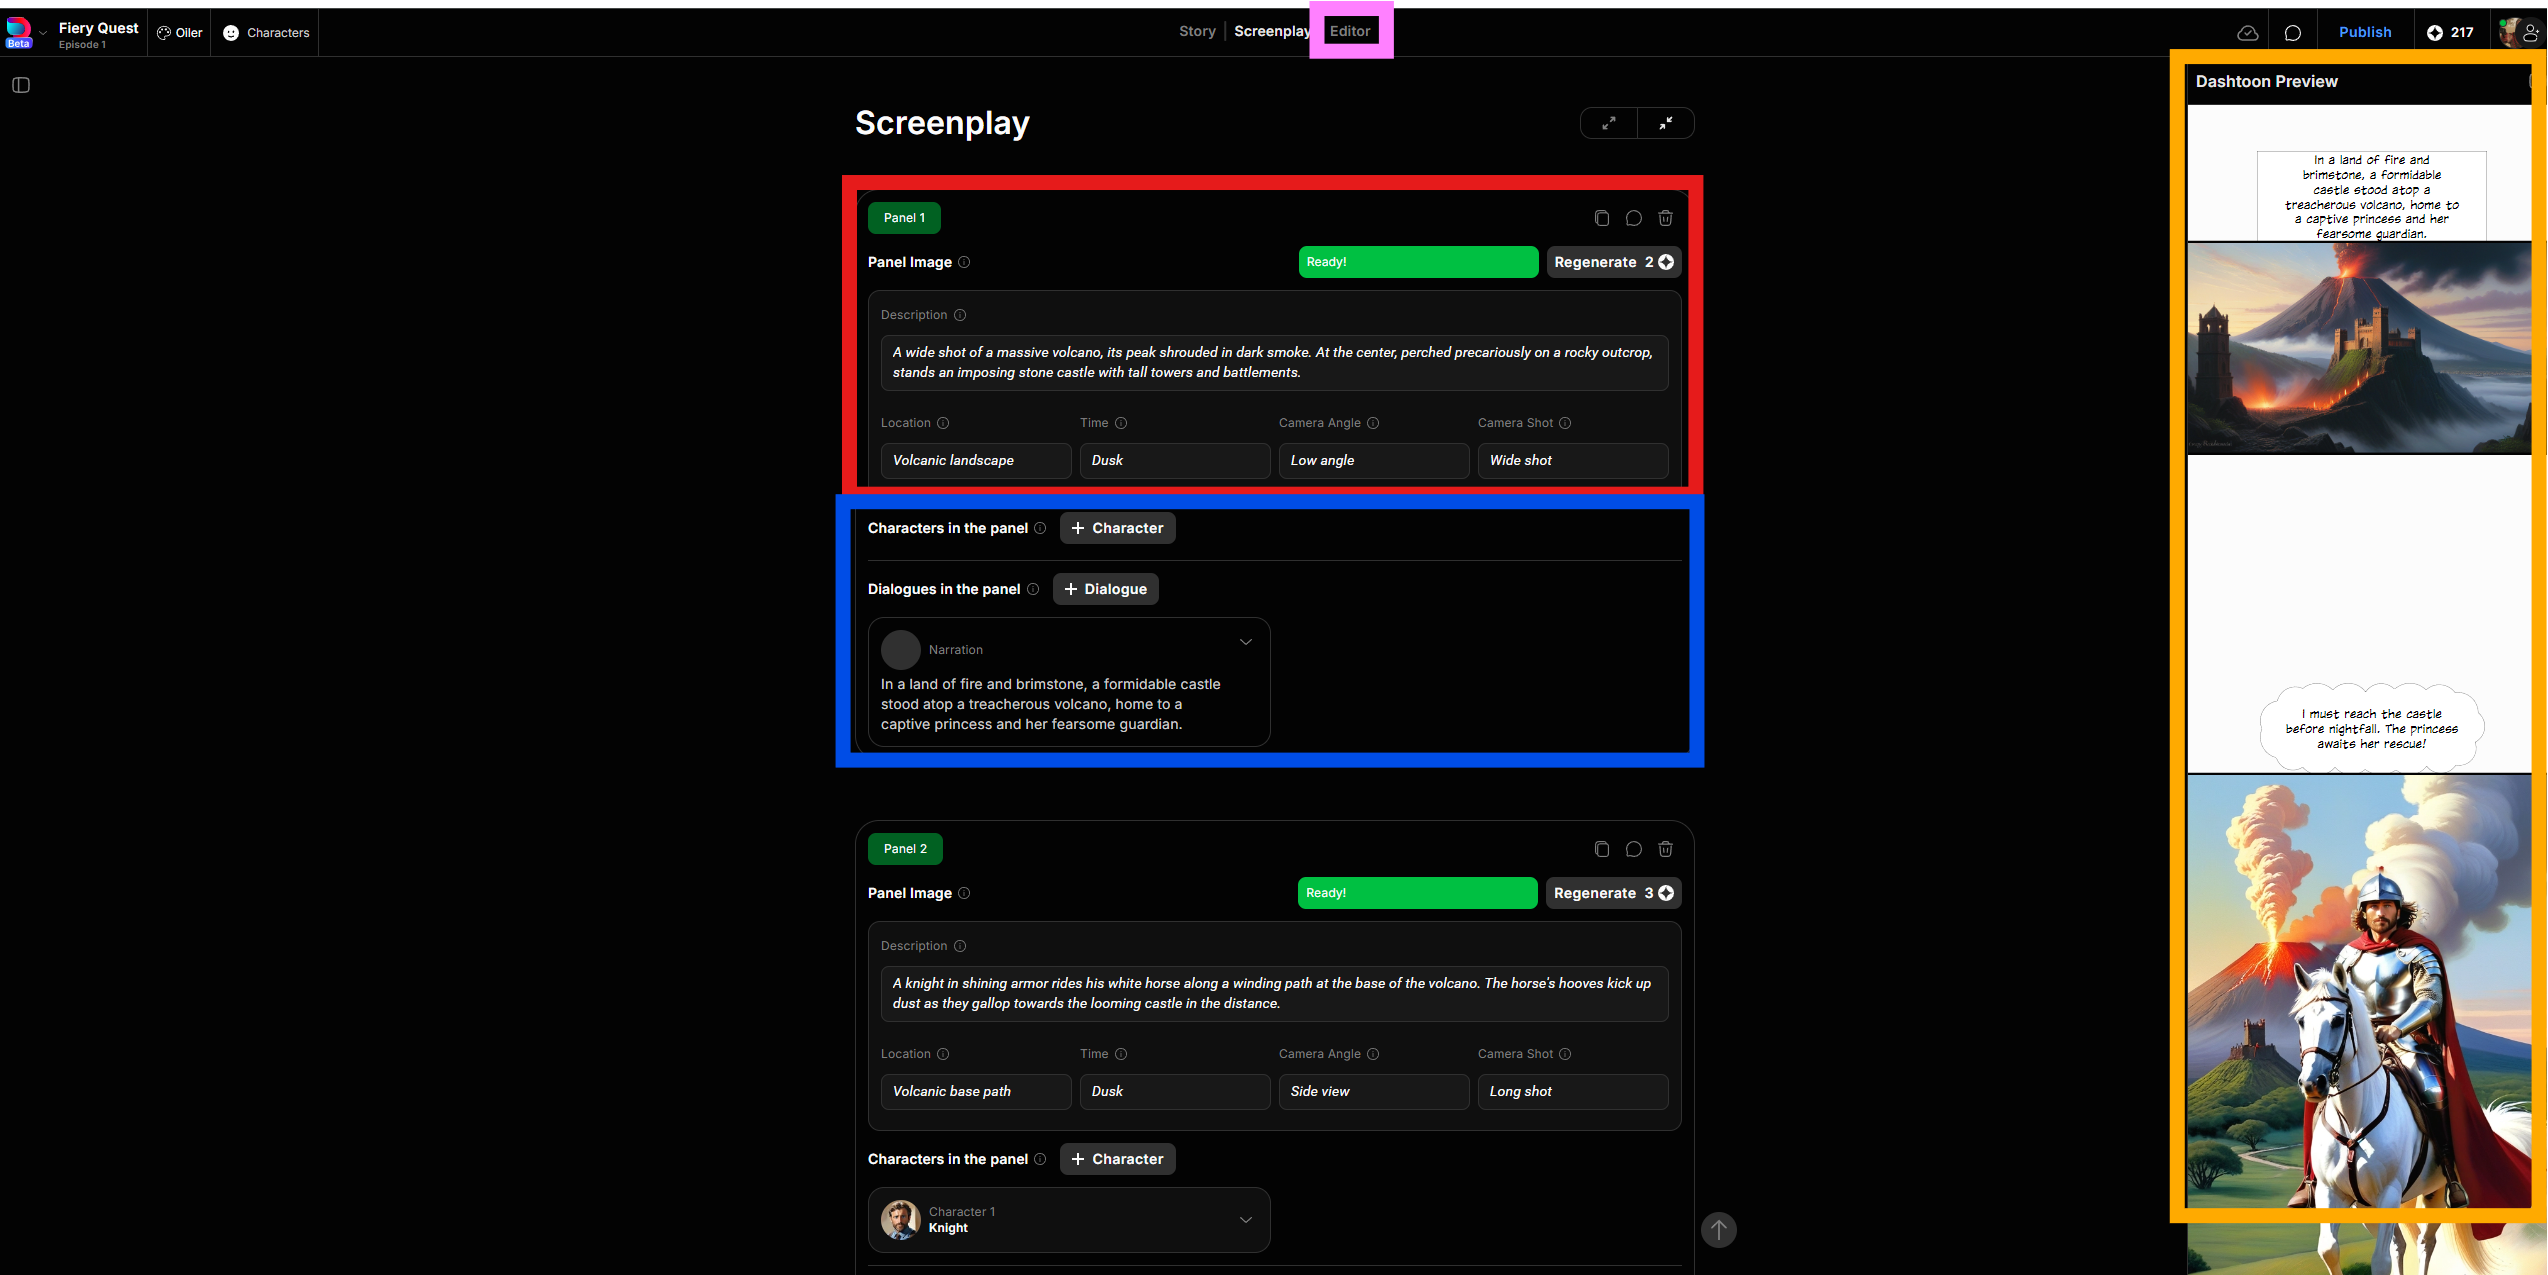 Beta
Fiery Quest
Episode 1
Oiler
Characters
Story
Screenplay
Editor
Publish
217
Screenplay
Panel 1
Panel Image
Ready!
Regenerate 2
Description
A wide shot of a massive volcano, its peak shrouded in dark smoke. At the center, perched precariously on a rocky outcrop,
stands an imposing stone castle with tall towers and battlements.
Location
Time
Camera Angle
Camera Shot
Volcanic landscape
Dusk
Low angle
Wide shot
Characters in the panel
+ Character
Dialogues in the panel
+ Dialogue
Narration
In a land of fire and brimstone, a formidable castle
stood atop a treacherous volcano, home to a
captive princess and her fearsome guardian.
Panel 2
Panel Image
Ready!
Regenerate 3
Description
A knight in shining armor rides his white horse along a winding path at the base of the volcano. The horse's hooves kick up
dust as they gallop towards the looming castle in the distance.
Location
Time
Camera Angle
Camera Shot
Volcanic base path
Dusk
Side view
Long shot
Characters in the panel
+ Character
Character 1
Knight
Dashtoon Preview
In a land of fire and
brimstone, a formidable
castle stood atop a
treacherous volcano, home to
a captive princess and her
fearsome guardian.
I must reach the castle
before nightfall. The princess
awaits her rescue!